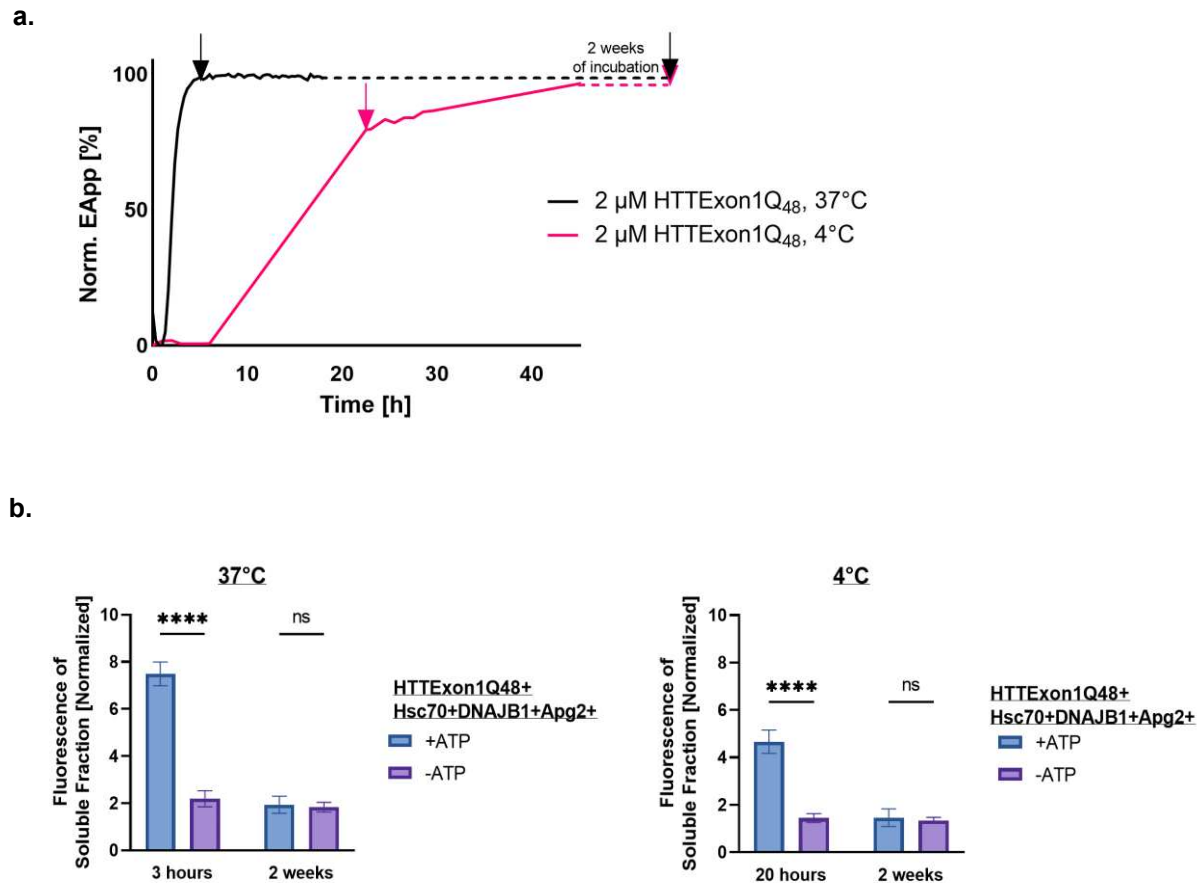 a.
2 weeks
of incubation
100
50
0
Norm. EApp [%]
2 µM HTTExon1Q₄₈, 37°C
2 µM HTTExon1Q₄₈, 4°C
0 10 20 30 40
Time [h]
b.
37°C
10
8
6
4
2
0
Fluorescence of
Soluble Fraction [Normalized]
**** ns
3 hours 2 weeks
HTTExon1Q48+
Hsc70+DNAJB1+Apg2+
+ATP
-ATP
4°C
10
8
6
4
2
0
Fluorescence of
Soluble Fraction [Normalized]
**** ns
20 hours 2 weeks
HTTExon1Q48+
Hsc70+DNAJB1+Apg2+
+ATP
-ATP